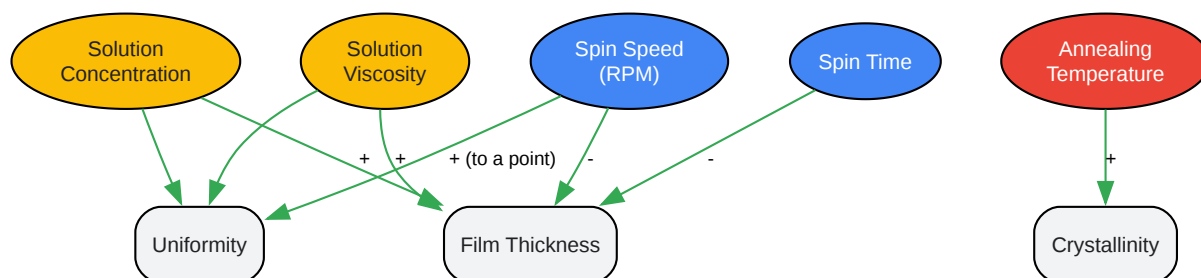 Solution
Concentration
Solution
Viscosity
Spin Speed
(RPM)
Spin Time
Annealing
Temperature
+
+
+ (to a point)
-
-
+
Uniformity
Film Thickness
Crystallinity